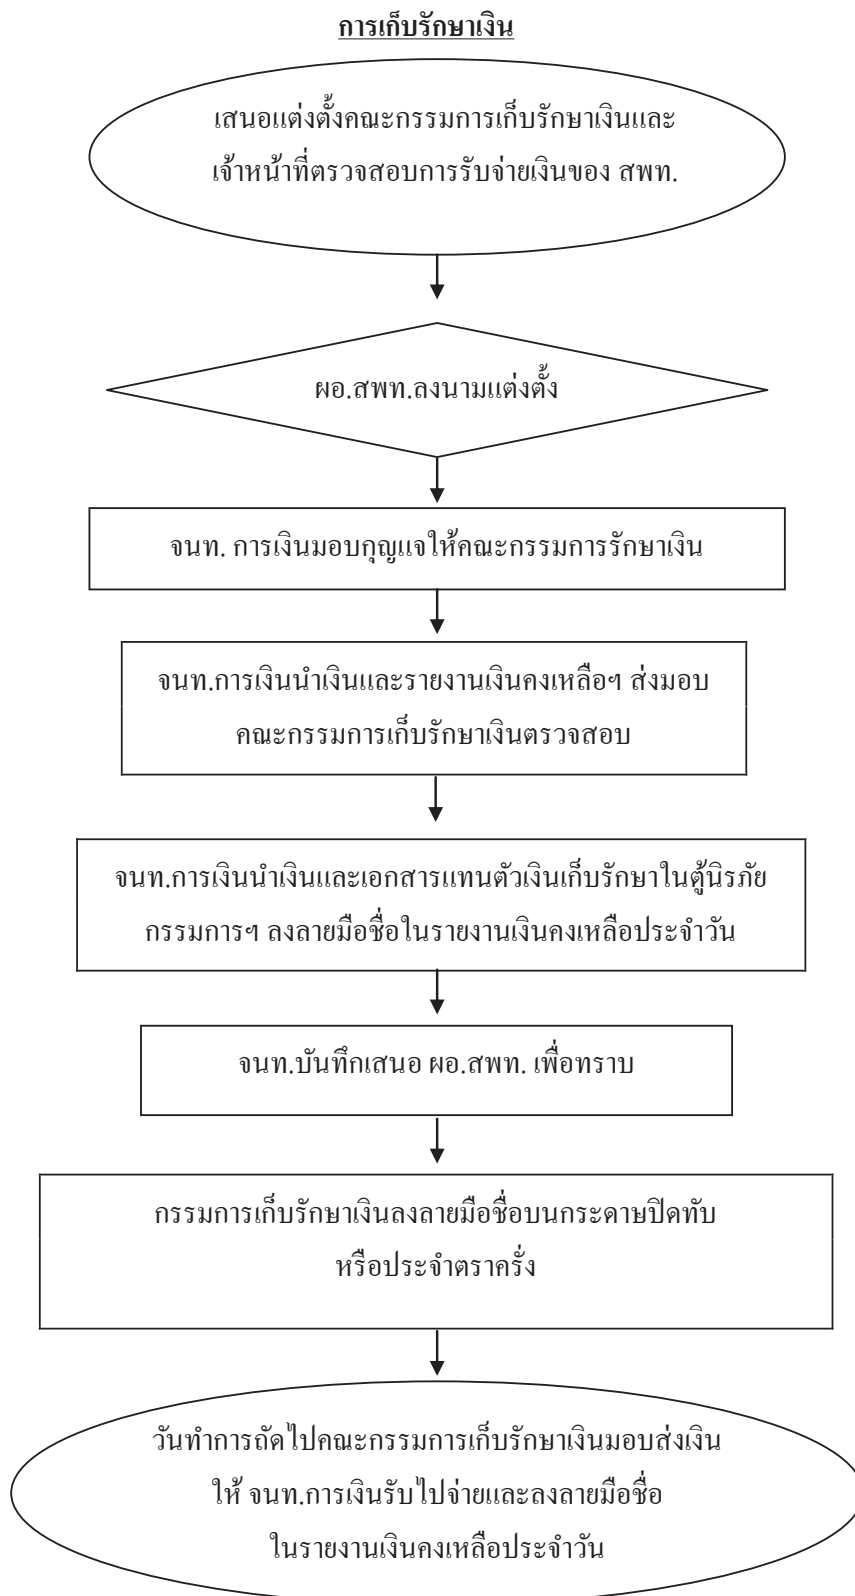 การเก็บรักษาเงิน
เสนอแต่งตั้งคณะกรรมการเก็บรักษาเงินและ
เจ้าหน้าที่ตรวจสอบการรับจ่ายเงินของ สพท.
ผอ.สพท.ลงนามแต่งตั้ง
จนท. การเงินมอบกุญแจให้คณะกรรมการรักษาเงิน
จนท.การเงินนำเงินและรายงานเงินคงเหลือฯ ส่งมอบ
คณะกรรมการเก็บรักษาเงินตรวจสอบ
จนท.การเงินนำเงินและเอกสารแทนตัวเงินเก็บรักษาในตู้นิรภัย
กรรมการฯ ลงลายมือชื่อในรายงานเงินคงเหลือประจำวัน
จนท.บันทึกเสนอ ผอ.สพท. เพื่อทราบ
กรรมการเก็บรักษาเงินลงลายมือชื่อบนกระดาษปิดทับ
หรือประจำตราครั่ง
วันทำการถัดไปคณะกรรมการเก็บรักษาเงินมอบส่งเงิน
ให้ จนท.การเงินรับไปจ่ายและลงลายมือชื่อ
ในรายงานเงินคงเหลือประจำวัน